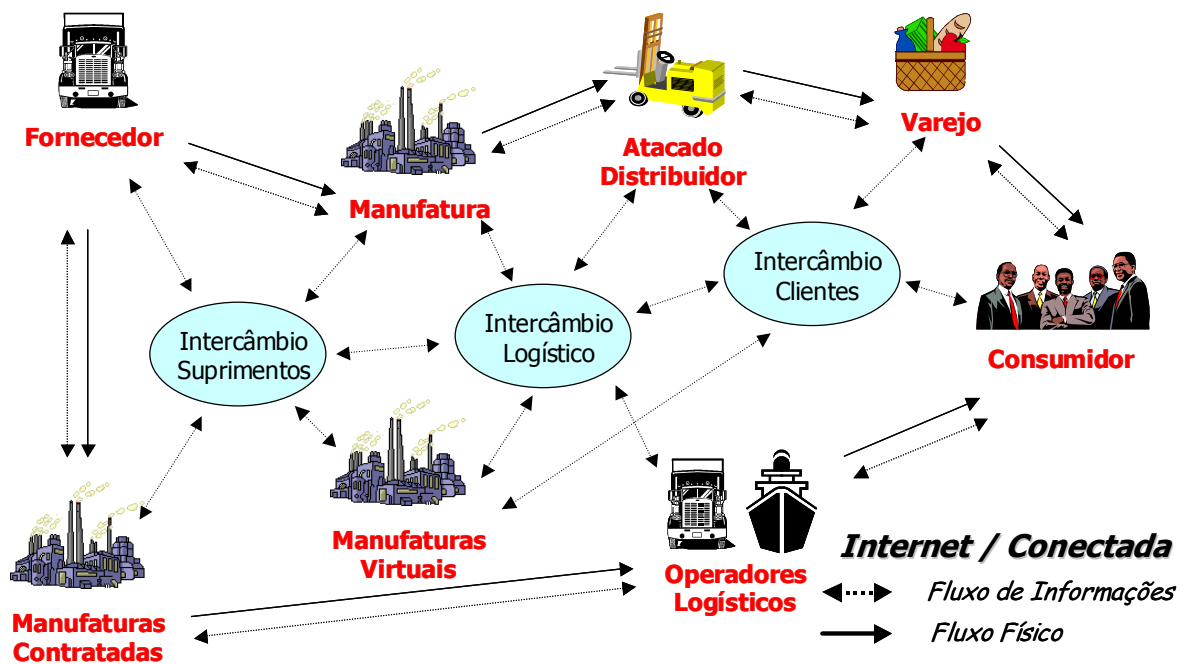 Fornecedor
Manufatura
Atacado
Distribuidor
Varejo
Intercâmbio
Clientes
Intercâmbio
Logístico
Intercâmbio
Suprimentos
Consumidor
Manufaturas
Virtuais
Operadores
Logísticos
Manufaturas
Contratadas
Internet / Conectada
Fluxo de Informações
Fluxo Físico